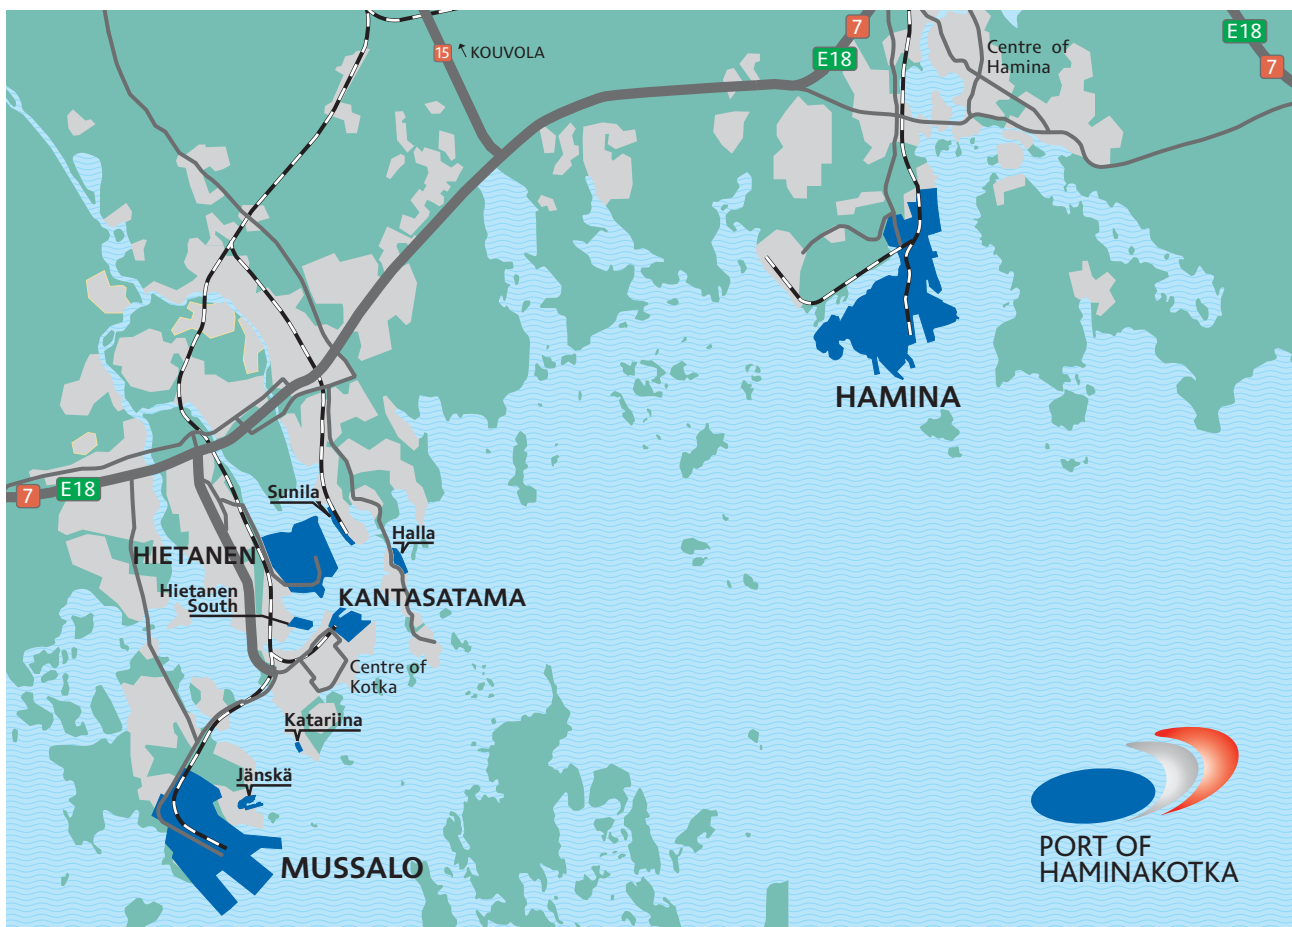 7
E18
7
E18
15
KOUVOLA
Centre of
Hamina
HAMINA
7
E18
Sunila
Halla
HIETANEN
Hietanen
South
KANTASATAMA
Centre of
Kotka
Katariina
Jänskä
MUSSALO
PORT OF
HAMINAKOTKA